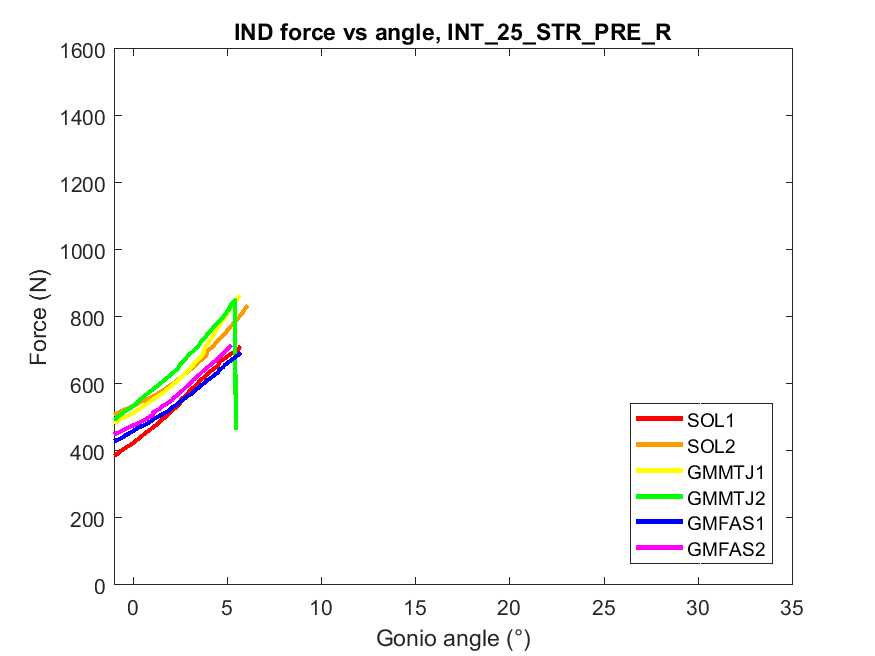 IND force vs angle, INT_25_STR_PRE_R
1600
1400
1200
1000
800
600
400
200
0
Force (N)
0 5 10 15 20 25 30 35
Gonio angle (°)
SOL1
SOL2
GMMTJ1
GMMTJ2
GMFAS1
GMFAS2